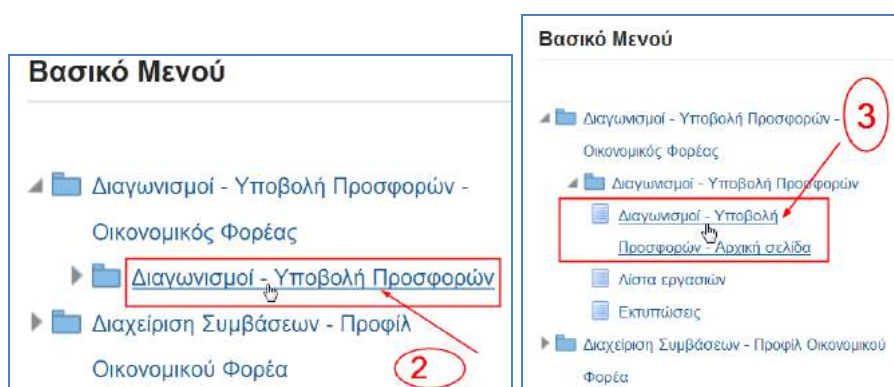 Βασικό Μενού
Διαγωνισμοί - Υποβολή Προσφορών -
Οικονομικός Φορέας
Διαγωνισμοί - Υποβολή Προσφορών
Διαχείριση Συμβάσεων - Προφίλ
Οικονομικού Φορέα
2
Βασικό Μενού
Διαγωνισμοί - Υποβολή Προσφορών -
3
Οικονομικός Φορέας
Διαγωνισμοί - Υποβολή Προσφορών
Διαγωνισμοί - Υποβολή
Προσφορών - Αρχική σελίδα
Λίστα εργασιών
Εκτυπώσεις
Διαχείριση Συμβάσεων - Προφίλ Οικονομικού
Φορέα